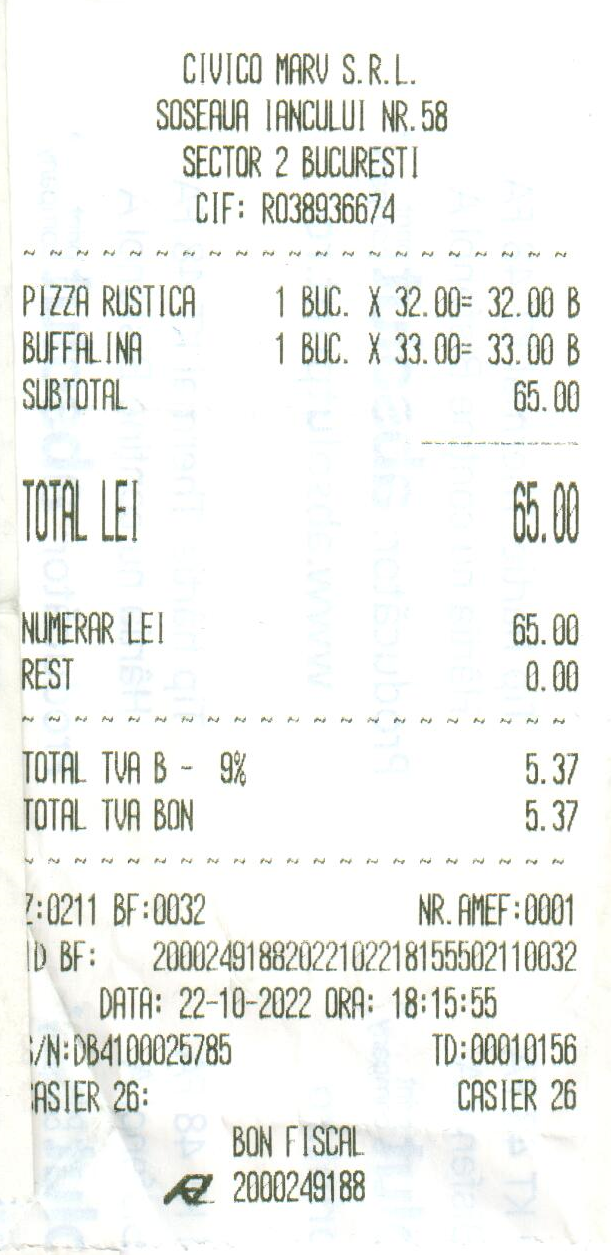 CIVICO MARV S.R.L.
SOSEAUA IANCULUI NR.58
SECTOR 2 BUCURESTI
CIF: RO38936674
~ ~ ~ ~ ~ ~ ~ ~ ~ ~ ~ ~ ~ ~ ~ ~ ~ ~ ~ ~ ~
PIZZA RUSTICA 1 BUC. X 32.00= 32.00 B
BUFFALINA 1 BUC. X 33.00= 33.00 B
SUBTOTAL 65.00
TOTAL LEI 65.00
NUMERAR LEI 65.00
REST 0.00
~ ~ ~ ~ ~ ~ ~ ~ ~ ~ ~ ~ ~ ~ ~ ~ ~ ~ ~ ~ ~
TOTAL TVA B - 9% 5.37
TOTAL TVA BON 5.37
~ ~ ~ ~ ~ ~ ~ ~ ~ ~ ~ ~ ~ ~ ~ ~ ~ ~ ~ ~ ~
Z:0211 BF:0032 NR.AMEF:0001
ID BF: 2000249188202210221815550211​0032
DATA: 22-10-2022 ORA: 18:15:55
S/N:DB4100025785 TD:00010156
CASIER 26: CASIER 26
BON FISCAL
2000249188